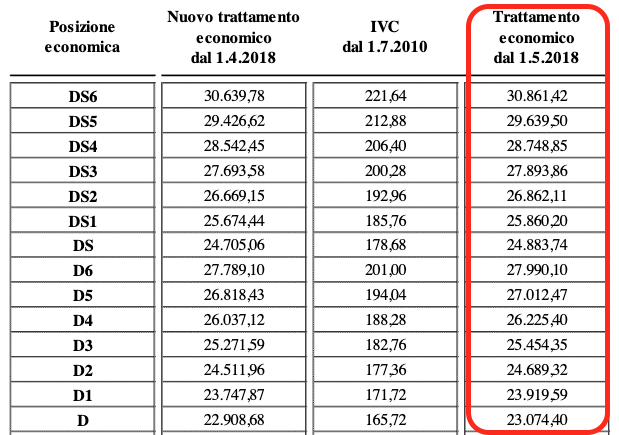 Posizione economica
Nuovo trattamento economico dal 1.4.2018
IVC dal 1.7.2010
Trattamento economico dal 1.5.2018
DS6 30.639,78 221,64 30.861,42
DS5 29.426,62 212,88 29.639,50
DS4 28.542,45 206,40 28.748,85
DS3 27.693,58 200,28 27.893,86
DS2 26.669,15 192,96 26.862,11
DS1 25.674,44 185,76 25.860,20
DS 24.705,06 178,68 24.883,74
D6 27.789,10 201,00 27.990,10
D5 26.818,43 194,04 27.012,47
D4 26.037,12 188,28 26.225,40
D3 25.271,59 182,76 25.454,35
D2 24.511,96 177,36 24.689,32
D1 23.747,87 171,72 23.919,59
D 22.908,68 165,72 23.074,40